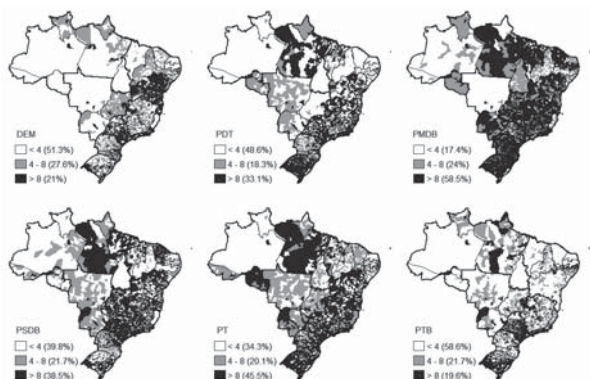 DEM
< 4 (51.3%)
4 - 8 (27.6%)
> 8 (21%)
PDT
< 4 (48.6%)
4 - 8 (18.3%)
> 8 (33.1%)
PMDB
< 4 (17.4%)
4 - 8 (24%)
> 8 (58.5%)
PSDB
< 4 (39.8%)
4 - 8 (21.7%)
> 8 (38.5%)
PT
< 4 (34.3%)
4 - 8 (20.1%)
> 8 (45.5%)
PTB
< 4 (58.6%)
4 - 8 (21.7%)
> 8 (19.6%)